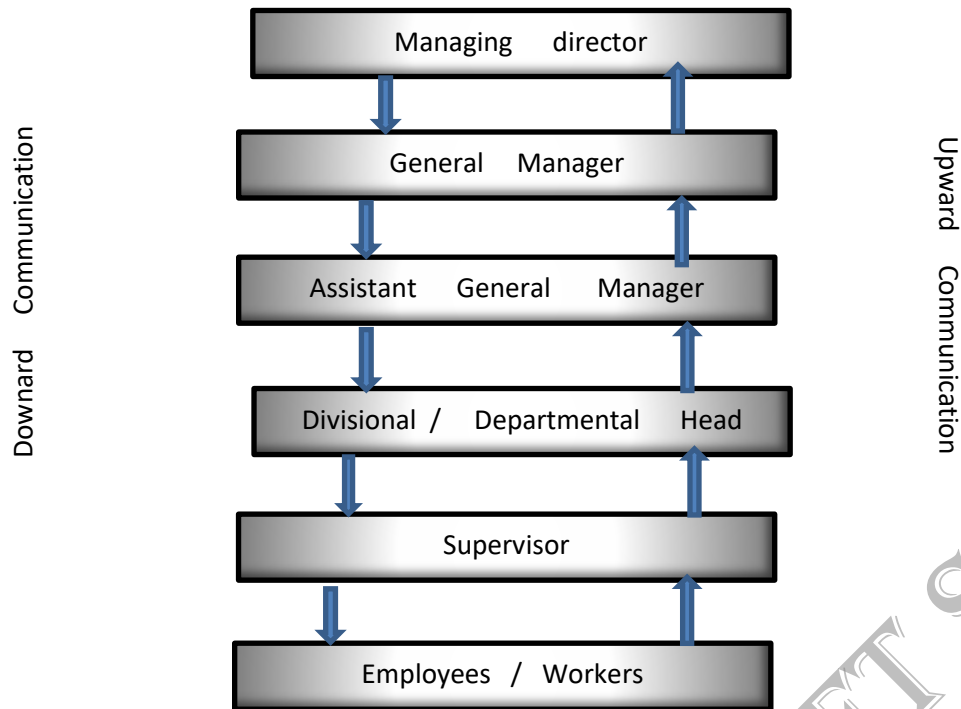 Managing director
General Manager
Assistant General Manager
Divisional / Departmental Head
Supervisor
Employees / Workers
Downard Communication
Upward Communication